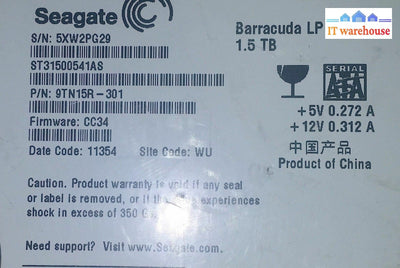 Seagate
S/N: 5XW2PG29
ST31500541AS
P/N: 9TN15R-301
Firmware: CC34
Date Code: 11354 Site Code: WU
Barracuda LP
1.5 TB
SERIAL
ATA
+5V 0.272 A
+12V 0.312 A
中国产品
Product of China
Caution. Product warranty is void if any seal
or label is removed, or if the drive experiences
shock in excess of 350 Gs.
Need support? Visit www.Seagate.com.
IT warehouse